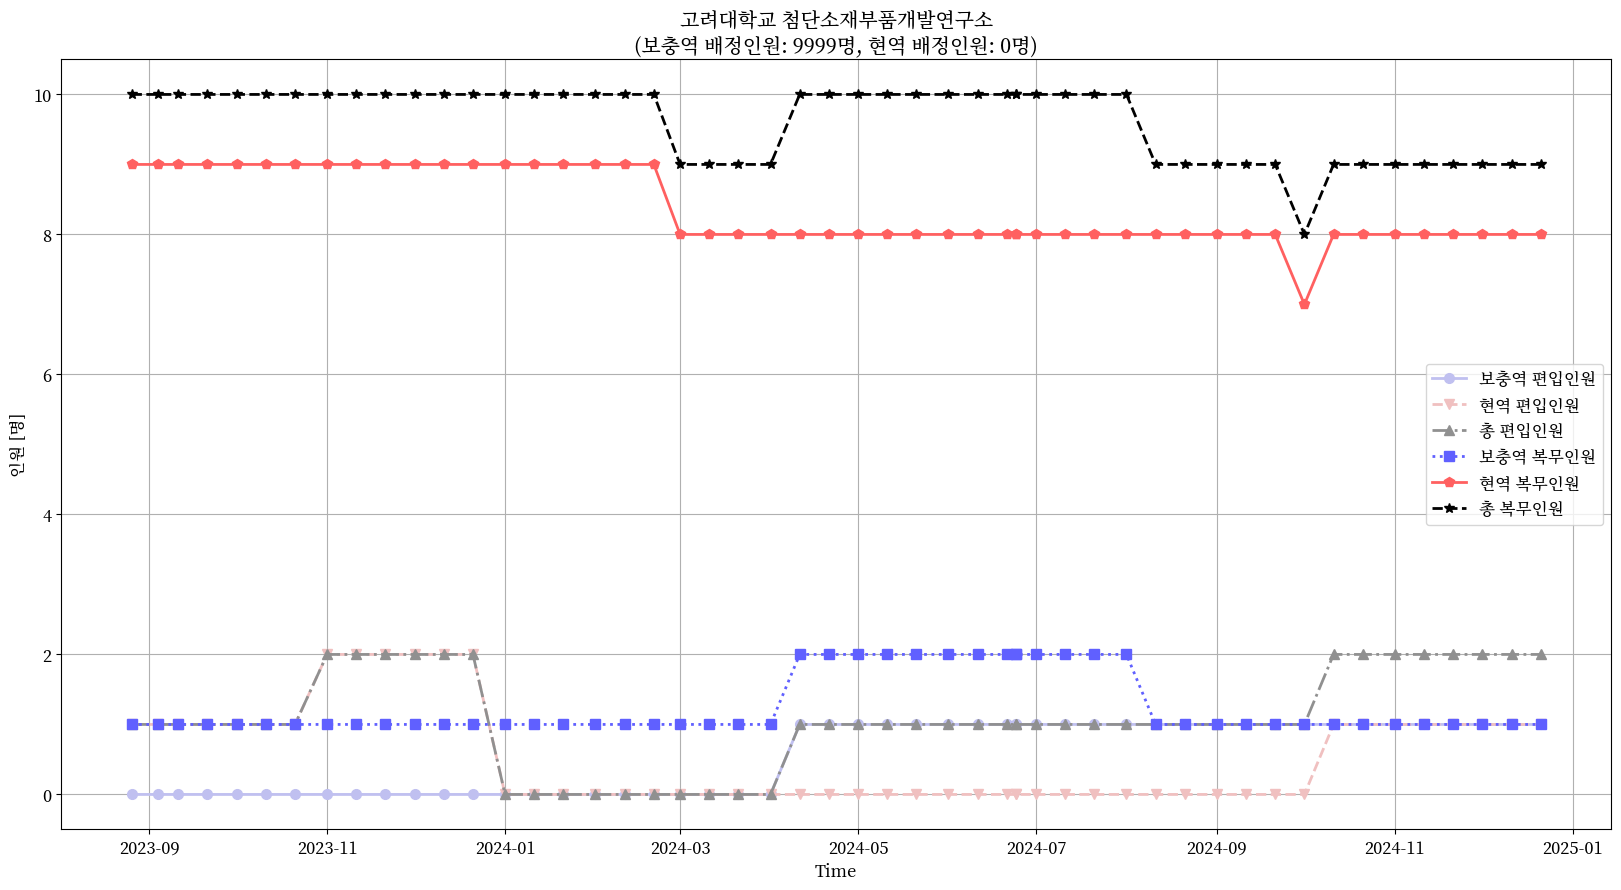 고려대학교 첨단소재부품개발연구소
(보충역 배정인원: 9999명, 현역 배정인원: 0명)
인원 [명]
10
8
6
4
2
0
보충역 편입인원
현역 편입인원
총 편입인원
보충역 복무인원
현역 복무인원
총 복무인원
2023-09
2023-11
2024-01
2024-03
2024-05
2024-07
2024-09
2024-11
2025-01
Time